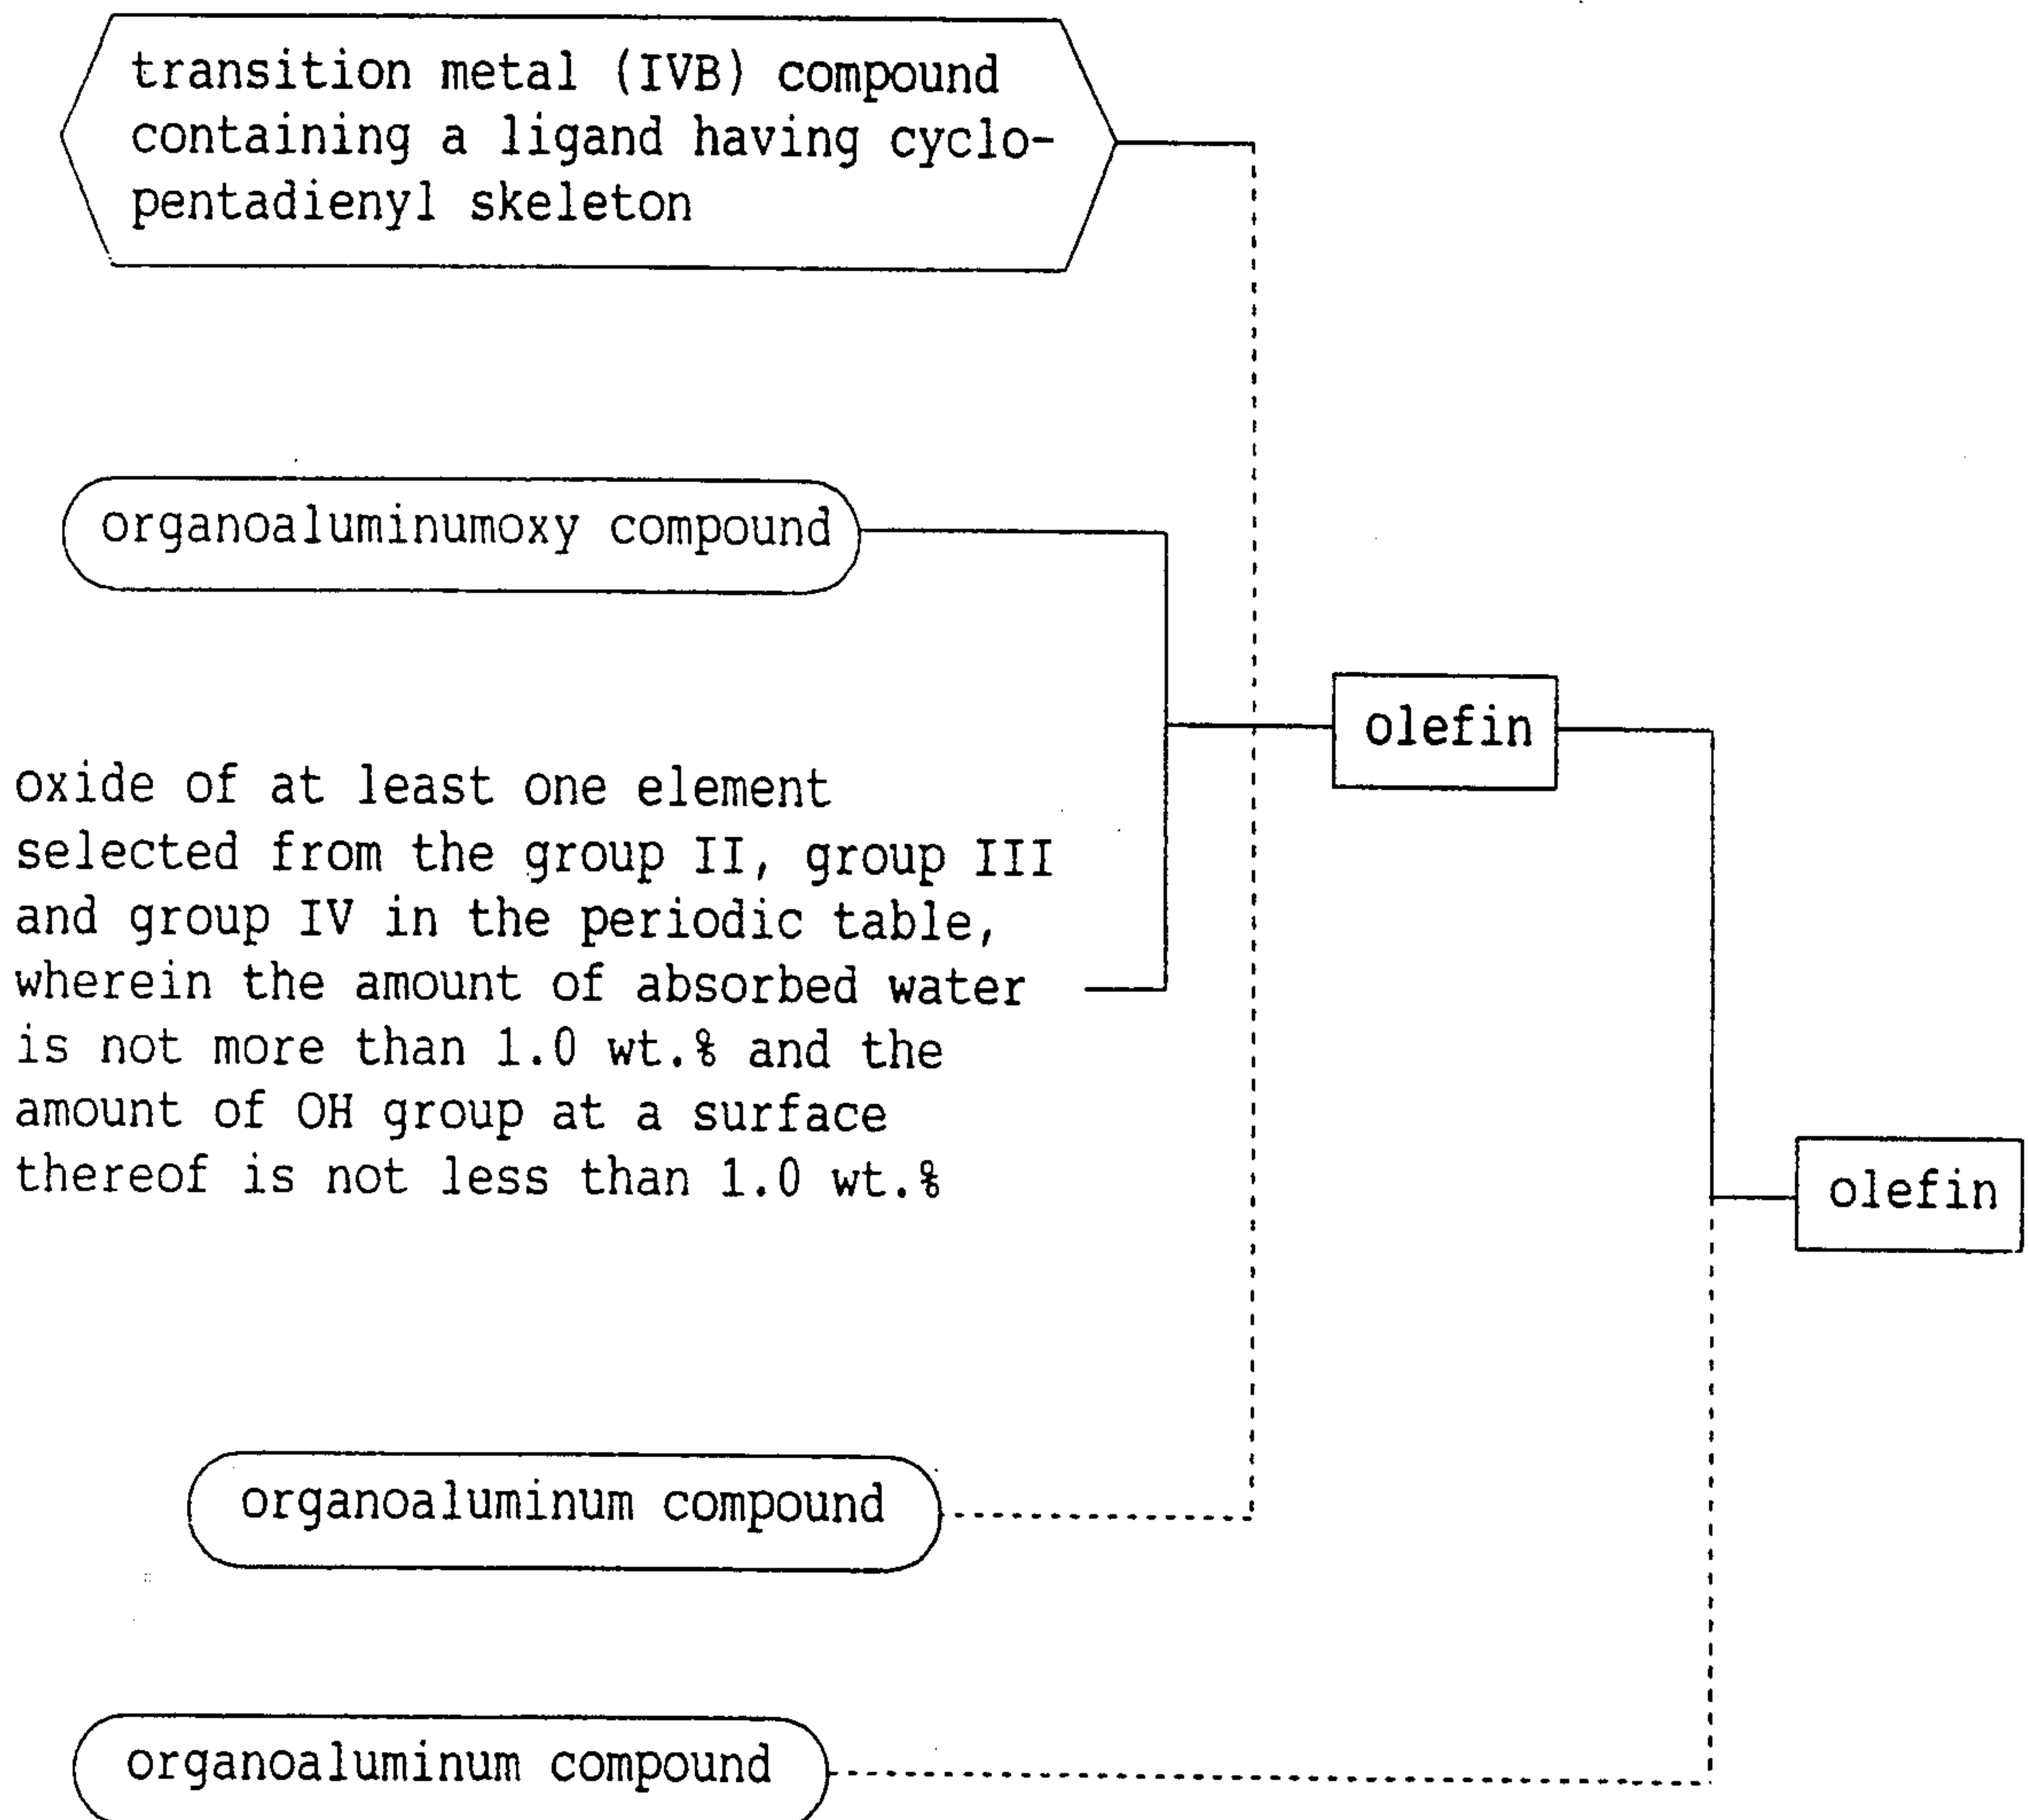 transition metal (IVB) compound
containing a ligand having cyclo-
pentadienyl skeleton
organoaluminumoxy compound
olefin
oxide of at least one element
selected from the group II, group III
and group IV in the periodic table,
wherein the amount of absorbed water
is not more than 1.0 wt.% and the
amount of OH group at a surface
thereof is not less than 1.0 wt.%
olefin
organoaluminum compound
organoaluminum compound